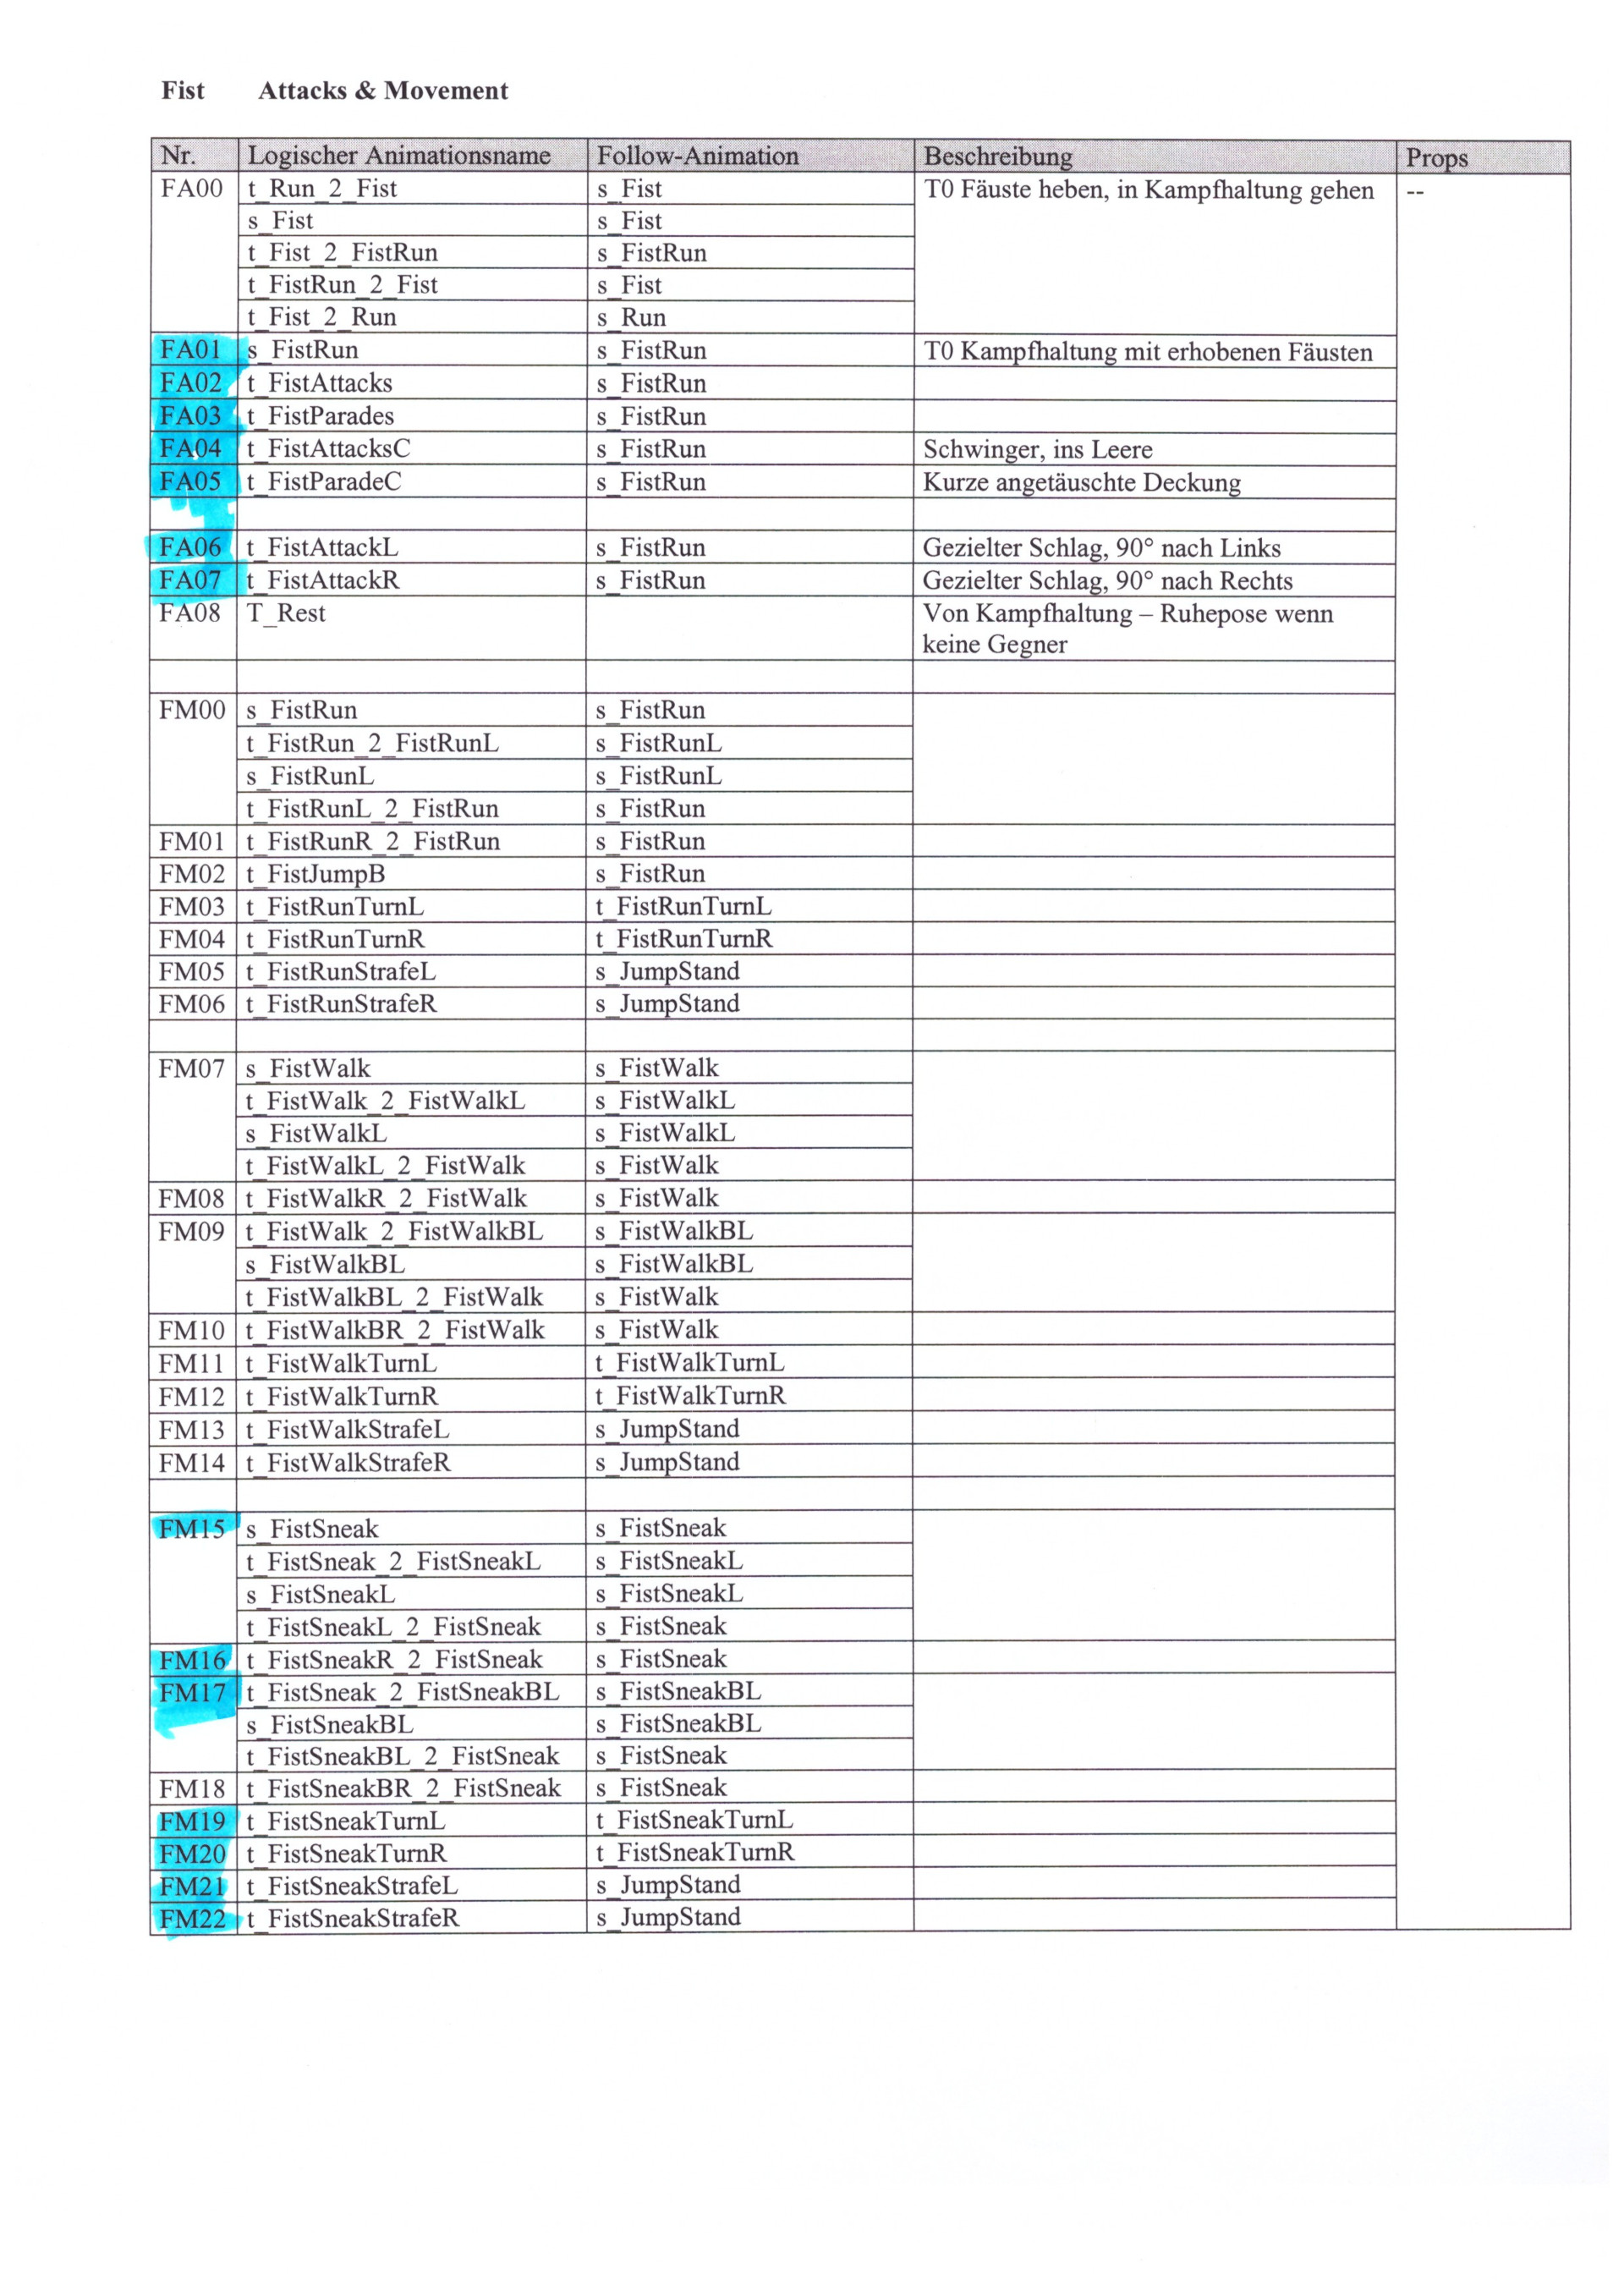 Fist Attacks & Movement
Nr. Logischer Animationsname Follow-Animation Beschreibung Props
FA00 t_Run_2_Fist s_Fist T0 Fäuste heben, in Kampfhaltung gehen --
s_Fist s_Fist
t_Fist_2_FistRun s_FistRun
t_FistRun_2_Fist s_Fist
t_Fist_2_Run s_Run
FA01 s_FistRun s_FistRun T0 Kampfhaltung mit erhobenen Fäusten
FA02 t_FistAttacks s_FistRun
FA03 t_FistParades s_FistRun
FA04 t_FistAttacksC s_FistRun Schwinger, ins Leere
FA05 t_FistParadeC s_FistRun Kurze angetäuschte Deckung
FA06 t_FistAttackL s_FistRun Gezielter Schlag, 90° nach Links
FA07 t_FistAttackR s_FistRun Gezielter Schlag, 90° nach Rechts
FA08 T_Rest Von Kampfhaltung – Ruhepose wenn
keine Gegner
FM00 s_FistRun s_FistRun
t_FistRun_2_FistRunL s_FistRunL
s_FistRunL s_FistRunL
t_FistRunL_2_FistRun s_FistRun
FM01 t_FistRunR_2_FistRun s_FistRun
FM02 t_FistJumpB s_FistRun
FM03 t_FistRunTurnL t_FistRunTurnL
FM04 t_FistRunTurnR t_FistRunTurnR
FM05 t_FistRunStrafeL s_JumpStand
FM06 t_FistRunStrafeR s_JumpStand
FM07 s_FistWalk s_FistWalk
t_FistWalk_2_FistWalkL s_FistWalkL
s_FistWalkL s_FistWalkL
t_FistWalkL_2_FistWalk s_FistWalk
FM08 t_FistWalkR_2_FistWalk s_FistWalk
FM09 t_FistWalk_2_FistWalkBL s_FistWalkBL
s_FistWalkBL s_FistWalkBL
t_FistWalkBL_2_FistWalk s_FistWalk
FM10 t_FistWalkBR_2_FistWalk s_FistWalk
FM11 t_FistWalkTurnL t_FistWalkTurnL
FM12 t_FistWalkTurnR t_FistWalkTurnR
FM13 t_FistWalkStrafeL s_JumpStand
FM14 t_FistWalkStrafeR s_JumpStand
FM15 s_FistSneak s_FistSneak
t_FistSneak_2_FistSneakL s_FistSneakL
s_FistSneakL s_FistSneakL
t_FistSneakL_2_FistSneak s_FistSneak
FM16 t_FistSneakR_2_FistSneak s_FistSneak
FM17 t_FistSneak_2_FistSneakBL s_FistSneakBL
s_FistSneakBL s_FistSneakBL
t_FistSneakBL_2_FistSneak s_FistSneak
FM18 t_FistSneakBR_2_FistSneak s_FistSneak
FM19 t_FistSneakTurnL t_FistSneakTurnL
FM20 t_FistSneakTurnR t_FistSneakTurnR
FM21 t_FistSneakStrafeL s_JumpStand
FM22 t_FistSneakStrafeR s_JumpStand